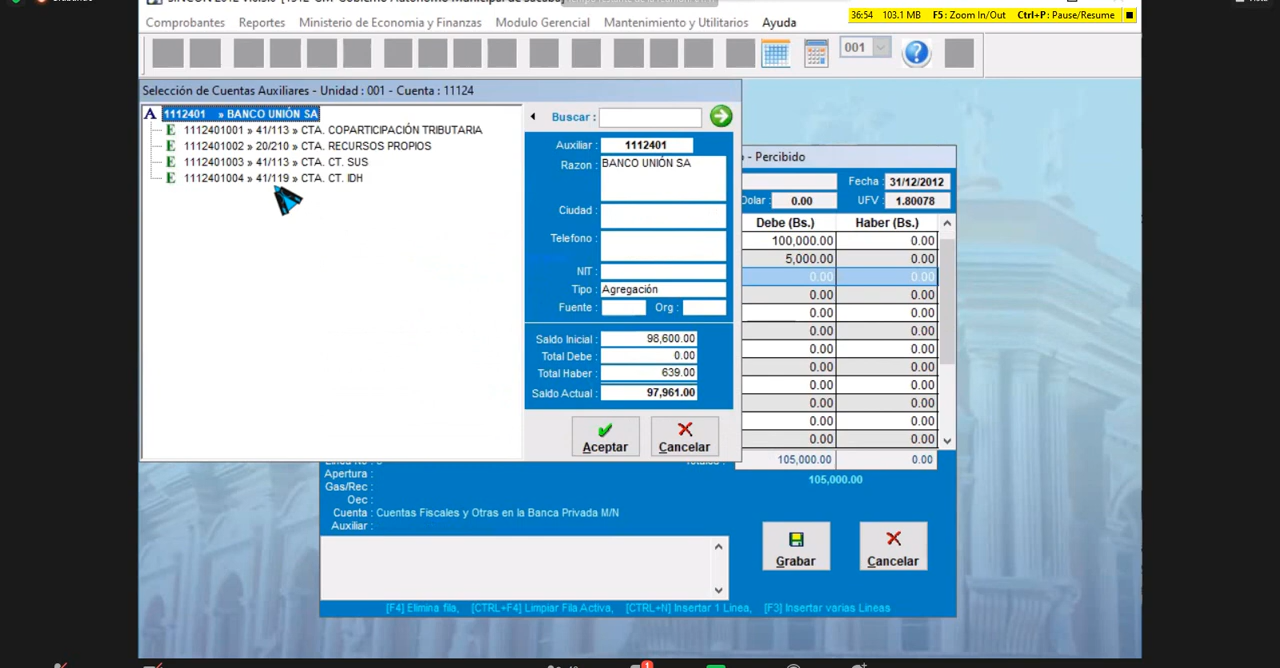 Comprobantes Reportes Ministerio de Economia y Finanzas Modulo Gerencial Mantenimiento y Utilitarios Ayuda
36:54 103.1 MB F5: Zoom In/Out Ctrl+P: Pause/Resume
001
Selección de Cuentas Auxiliares - Unidad : 001 - Cuenta : 11124
A 1112401 » BANCO UNIÓN SA
E 1112401001 » 41/113 » CTA. COPARTICIPACIÓN TRIBUTARIA
E 1112401002 » 20/210 » CTA. RECURSOS PROPIOS
E 1112401003 » 41/113 » CTA. CT. SUS
E 1112401004 » 41/119 » CTA. CT. IDH
Buscar :
Auxiliar : 1112401
Razon : BANCO UNIÓN SA
Ciudad :
Telefono :
NIT :
Tipo : Agregación
Fuente : Org :
Saldo Inicial : 98,600.00
Total Debe : 0.00
Total Haber : 639.00
Saldo Actual : 97,961.00
Aceptar Cancelar
- Percibido
Fecha : 31/12/2012
Dolar : 0.00 UFV : 1.80078
Debe (Bs.) Haber (Bs.)
100,000.00 0.00
5,000.00 0.00
0.00 0.00
0.00 0.00
0.00 0.00
0.00 0.00
0.00 0.00
0.00 0.00
0.00 0.00
0.00 0.00
0.00 0.00
0.00 0.00
105,000.00 0.00
105,000.00
Apertura :
Gas/Rec :
Oec :
Cuenta : Cuentas Fiscales y Otras en la Banca Privada M/N
Auxiliar :
Grabar Cancelar
[F4] Elimina fila, [CTRL+F4] Limpiar Fila Activa, [CTRL+N] Insertar 1 Linea, [F3] Insertar varias Lineas
1